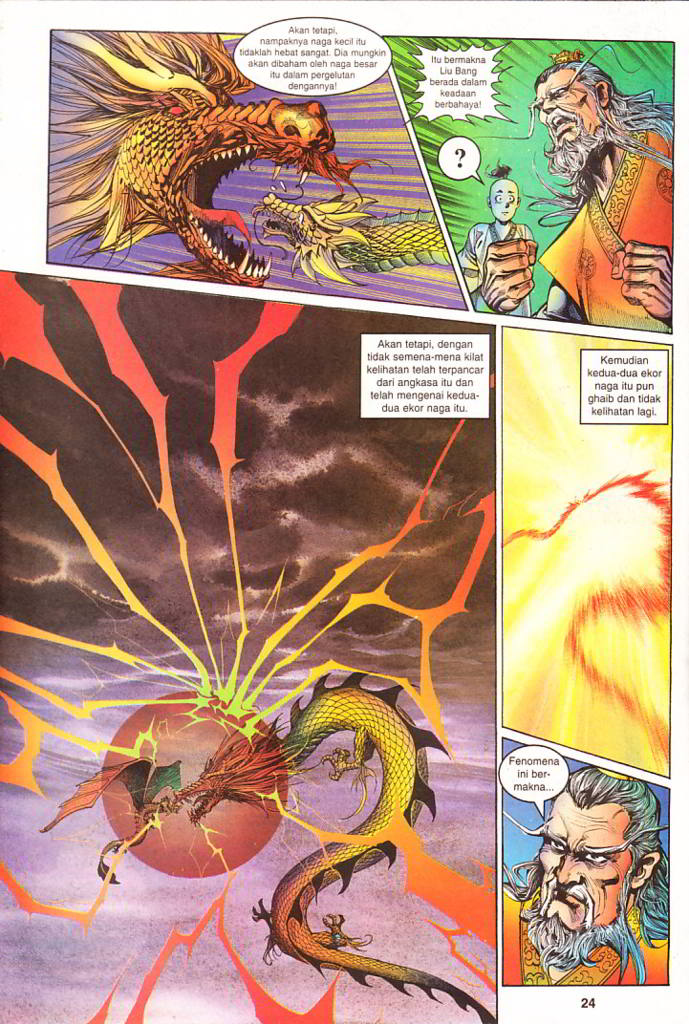 Akan tetapi,
nampaknya naga kecil itu
tidaklah hebat sangat. Dia mungkin
akan dibaham oleh naga besar
itu dalam pergelutan
dengannya!
Itu bermakna
Liu Bang
berada dalam
keadaan
berbahaya!
?
Akan tetapi, dengan
tidak semena-mena kilat
kelihatan telah terpancar
dari angkasa itu dan
telah mengenai kedua-
dua ekor naga itu.
Kemudian
kedua-dua ekor
naga itu pun
ghaib dan tidak
kelihatan lagi.
Fenomena
ini ber-
makna...
24